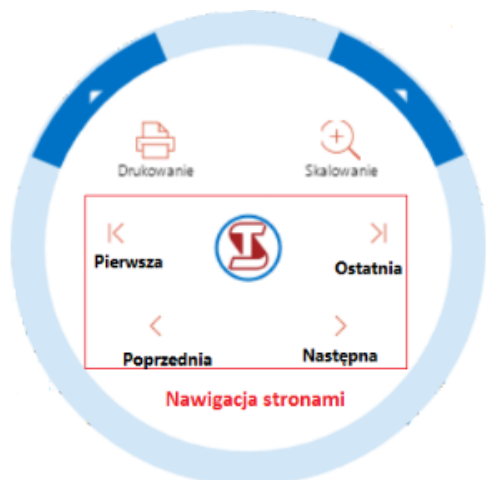 Drukowanie
Skalowanie
Pierwsza
Ostatnia
Poprzednia
Następna
Nawigacja stronami